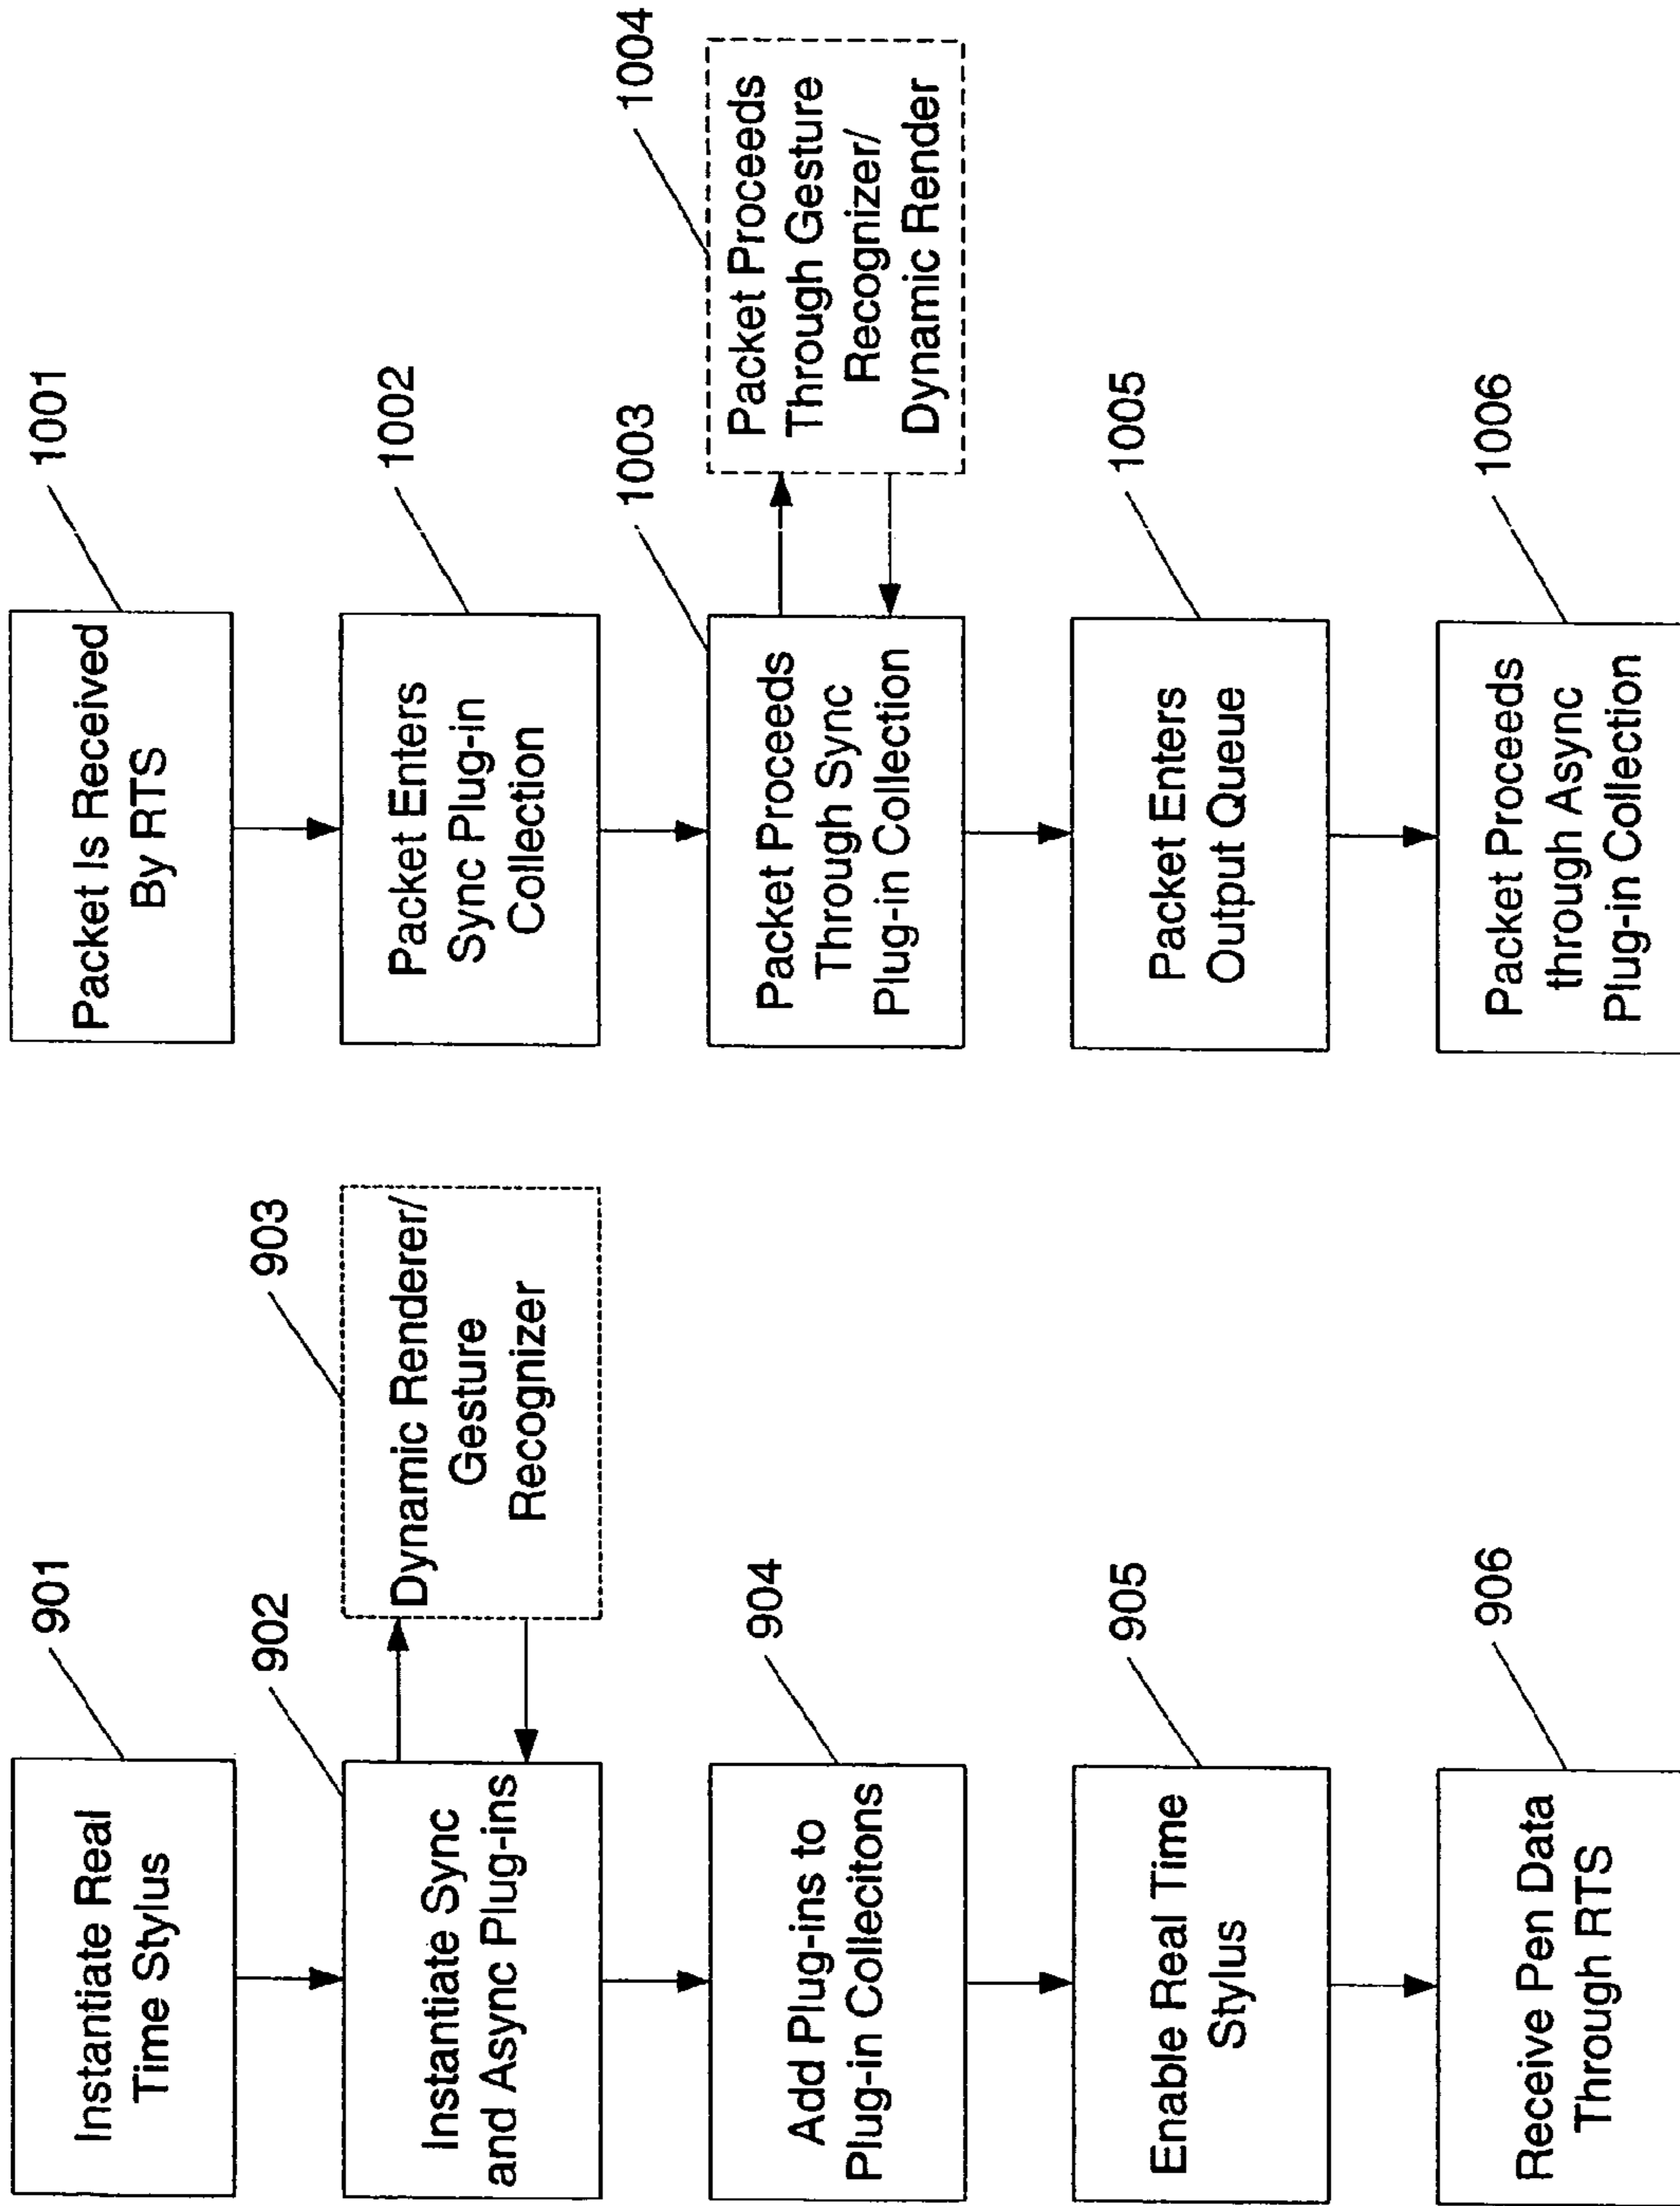 901
Instantiate Real
Time Stylus
902
Instantiate Sync
and Async Plug-ins
903
Dynamic Renderer/
Gesture
Recognizer
904
Add Plug-ins to
Plug-in Collecitons
905
Enable Real Time
Stylus
906
Receive Pen Data
Through RTS
1001
Packet Is Received
By RTS
1002
Packet Enters
Sync Plug-in
Collection
1003
Packet Proceeds
Through Sync
Plug-in Collection
1004
Packet Proceeds
Through Gesture
Recognizer/
Dynamic Render
1005
Packet Enters
Output Queue
1006
Packet Proceeds
through Async
Plug-in Collection